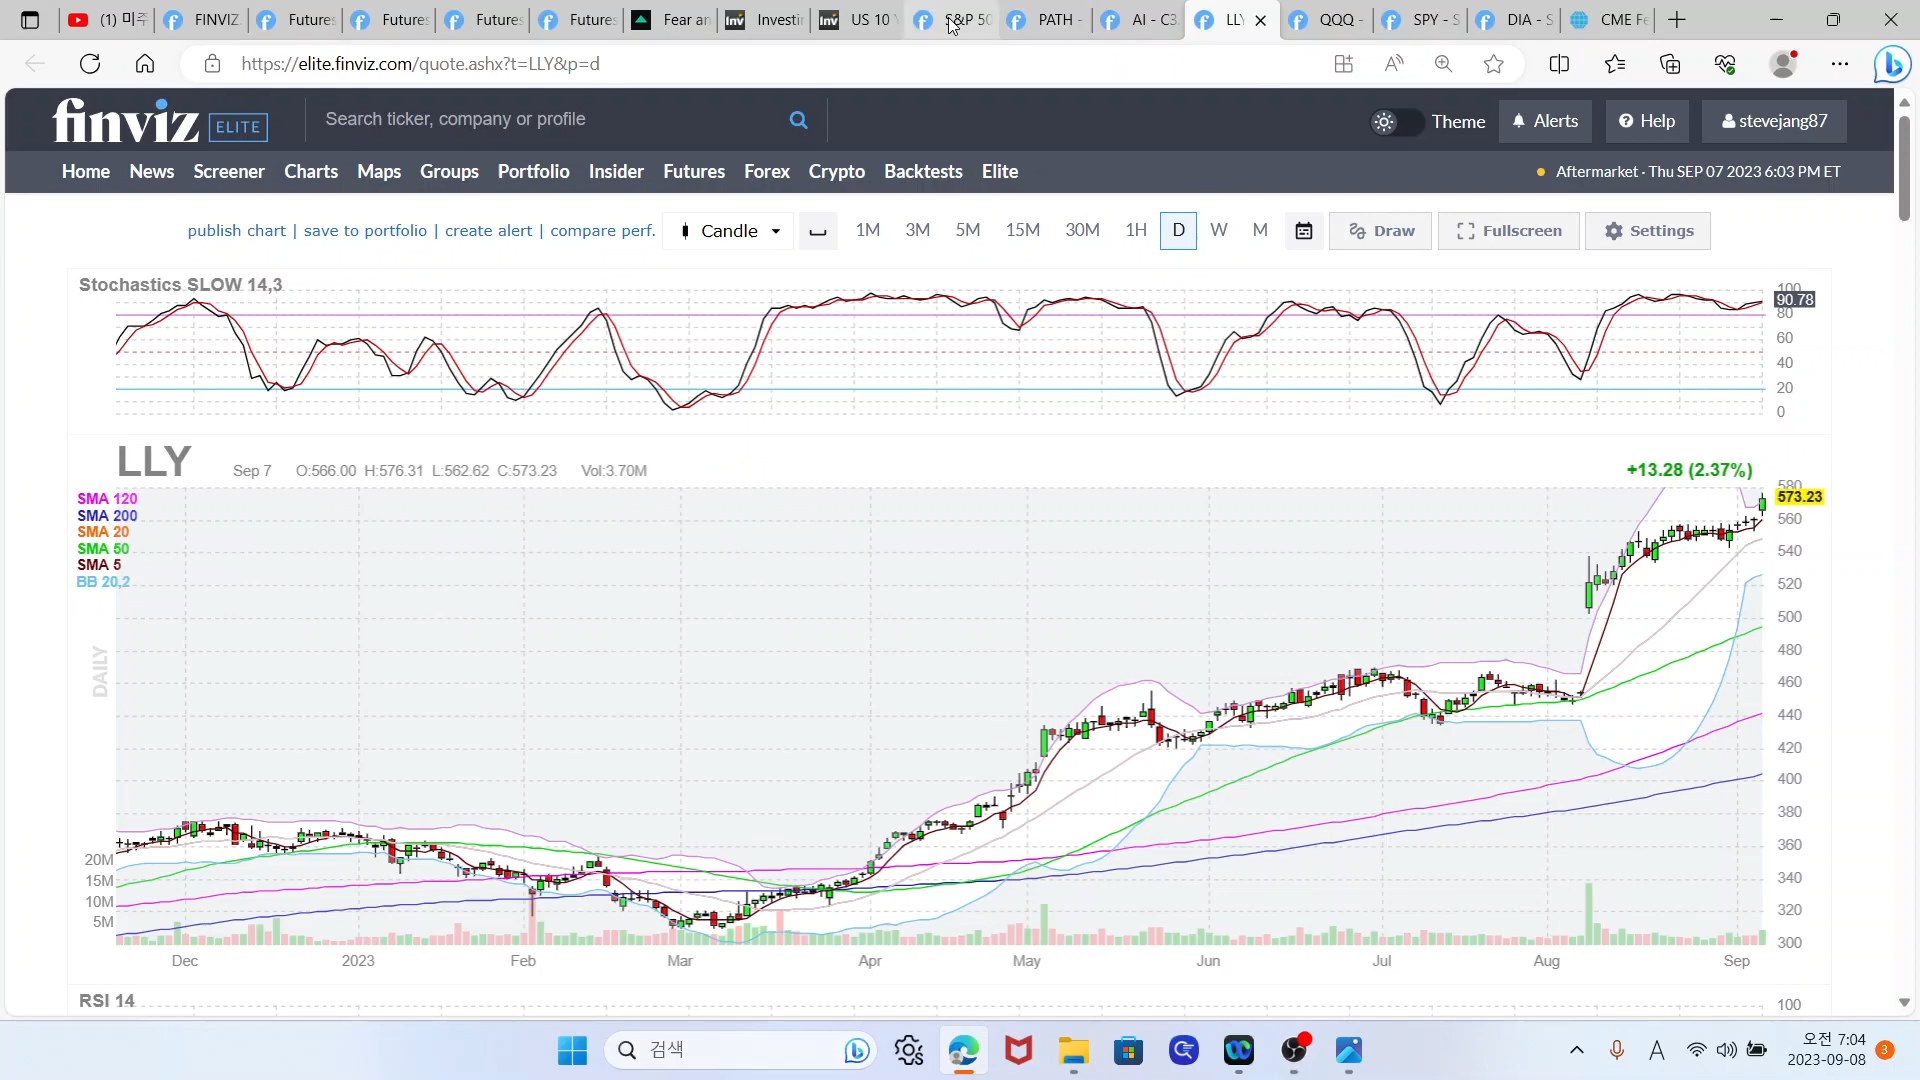 (1) 미주
FINVIZ
Futures
Futures
Futures
Futures
Fear an
Investin
US 10 Y
S&P 50
PATH -
AI - C3.
LLY
QQQ -
SPY - S
DIA - S
CME Fe
https://elite.finviz.com/quote.ashx?t=LLY&p=d
finviz ELITE
Search ticker, company or profile
Theme
Alerts
Help
stevejang87
Home News Screener Charts Maps Groups Portfolio Insider Futures Forex Crypto Backtests Elite
Aftermarket · Thu SEP 07 2023 6:03 PM ET
publish chart | save to portfolio | create alert | compare perf.
Candle
1M 3M 5M 15M 30M 1H D W M
Draw
Fullscreen
Settings
Stochastics SLOW 14,3
100
90.78
80
60
40
20
0
LLY
Sep 7 O:566.00 H:576.31 L:562.62 C:573.23 Vol:3.70M
+13.28 (2.37%)
SMA 120
SMA 200
SMA 20
SMA 50
SMA 5
BB 20,2
DAILY
580
573.23
560
540
520
500
480
460
440
420
400
380
360
340
320
300
20M
15M
10M
5M
Dec 2023 Feb Mar Apr May Jun Jul Aug Sep
RSI 14
100
검색
A
오전 7:04
2023-09-08
3